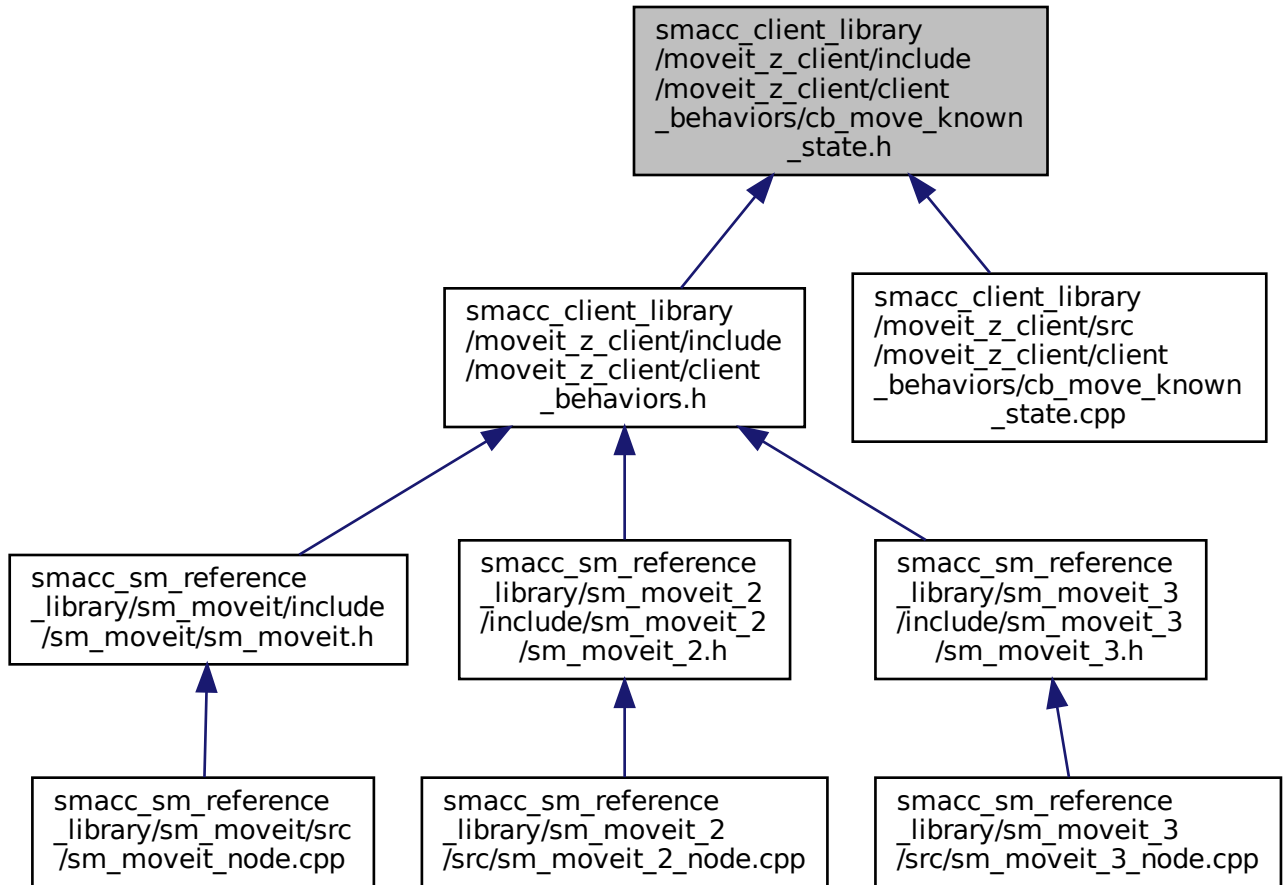 smacc_client_library
/moveit_z_client/include
/moveit_z_client/client
_behaviors/cb_move_known
_state.h
smacc_client_library
/moveit_z_client/include
/moveit_z_client/client
_behaviors.h
smacc_client_library
/moveit_z_client/src
/moveit_z_client/client
_behaviors/cb_move_known
_state.cpp
smacc_sm_reference
_library/sm_moveit/include
/sm_moveit/sm_moveit.h
smacc_sm_reference
_library/sm_moveit_2
/include/sm_moveit_2
/sm_moveit_2.h
smacc_sm_reference
_library/sm_moveit_3
/include/sm_moveit_3
/sm_moveit_3.h
smacc_sm_reference
_library/sm_moveit/src
/sm_moveit_node.cpp
smacc_sm_reference
_library/sm_moveit_2
/src/sm_moveit_2_node.cpp
smacc_sm_reference
_library/sm_moveit_3
/src/sm_moveit_3_node.cpp